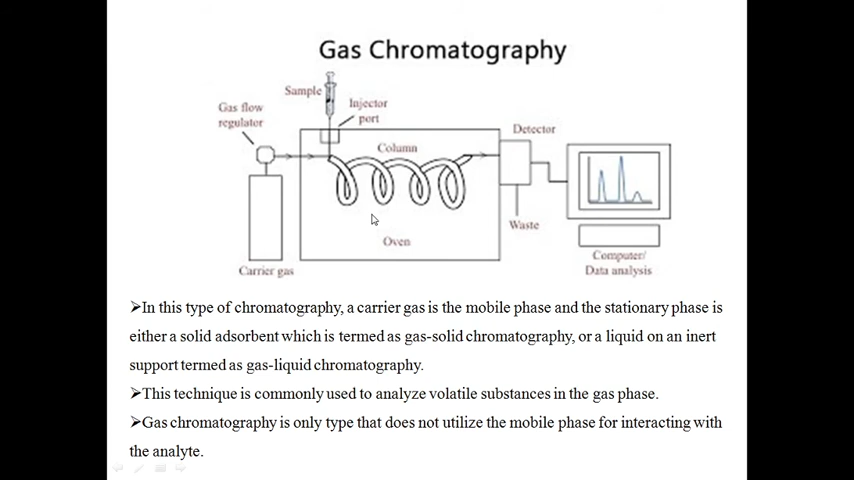 Gas Chromatography
Sample
Injector
port
Gas flow
regulator
Column
Detector
Oven
Waste
Carrier gas
Computer/
Data analysis
➢In this type of chromatography, a carrier gas is the mobile phase and the stationary phase is
either a solid adsorbent which is termed as gas-solid chromatography, or a liquid on an inert
support termed as gas-liquid chromatography.
➢This technique is commonly used to analyze volatile substances in the gas phase.
➢Gas chromatography is only type that does not utilize the mobile phase for interacting with
the analyte.